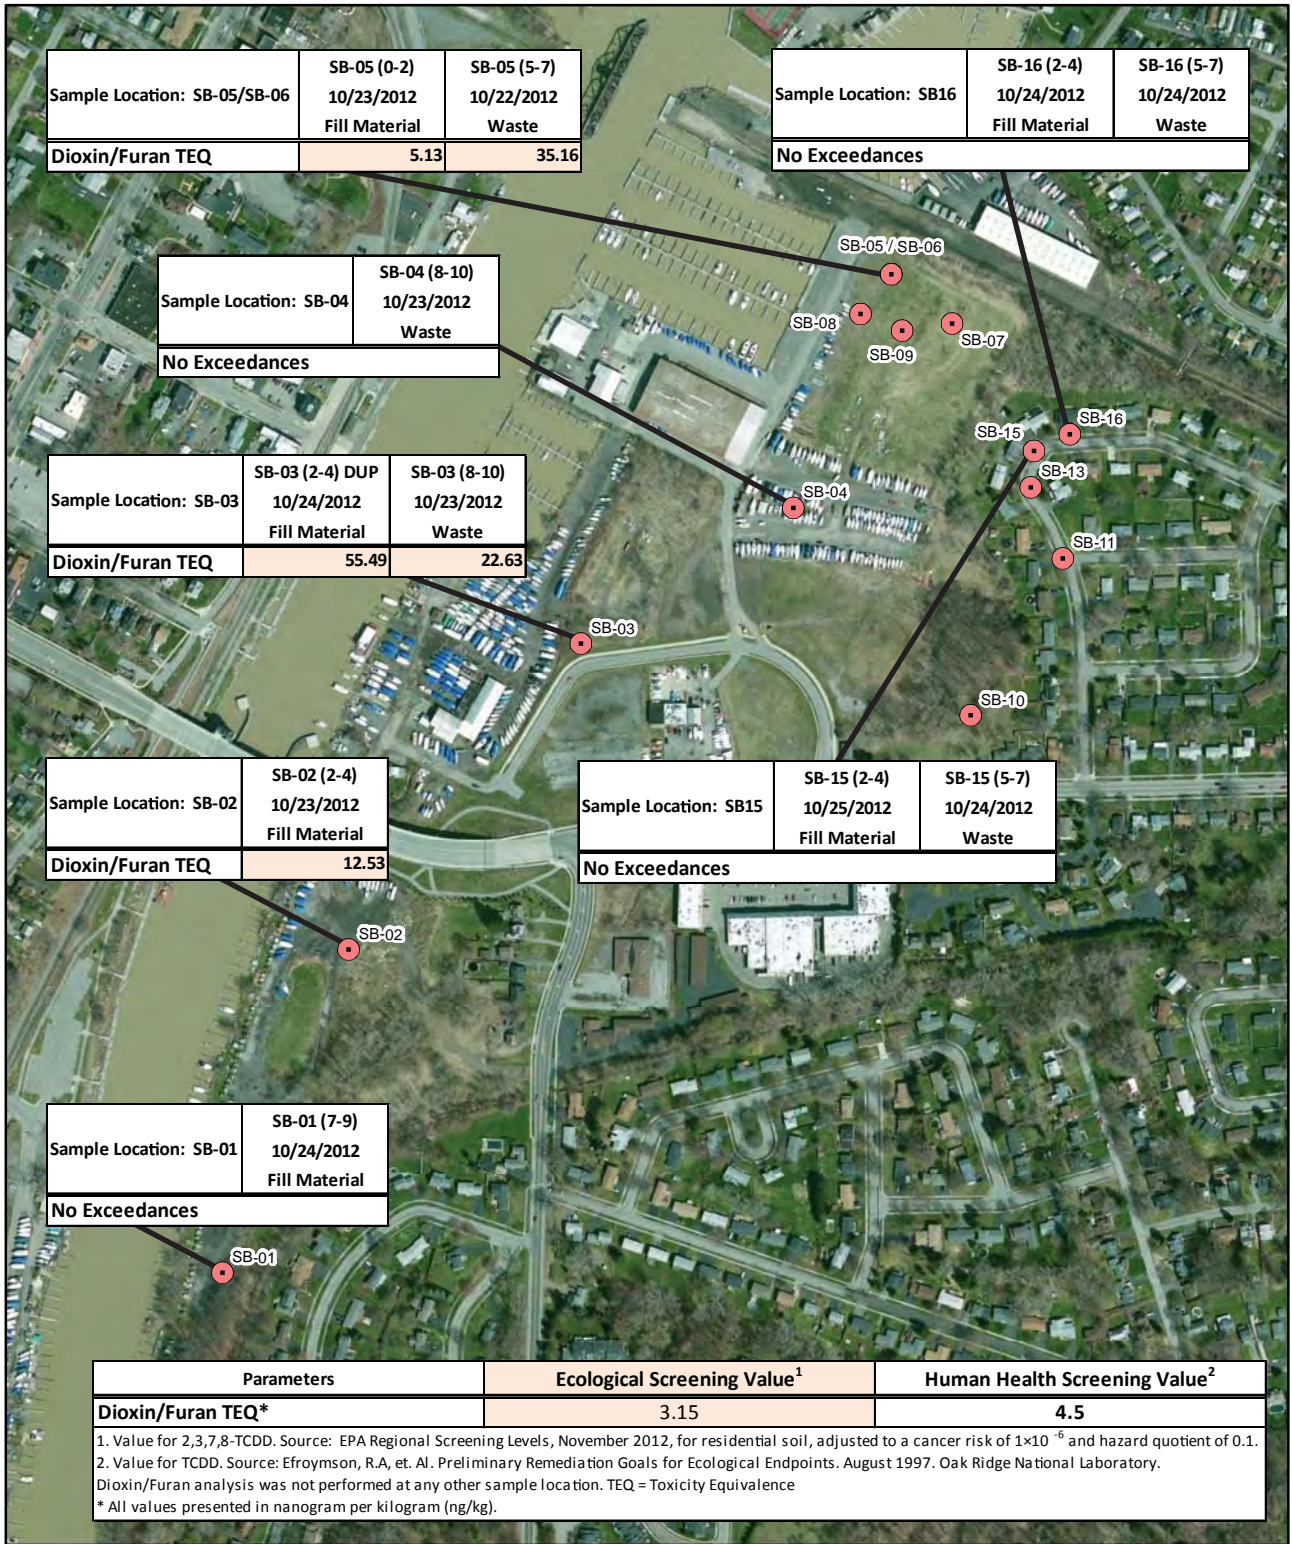 Sample Location: SB-05/SB-06
SB-05 (0-2)
10/23/2012
Fill Material
SB-05 (5-7)
10/22/2012
Waste
Dioxin/Furan TEQ 5.13 35.16
Sample Location: SB16
SB-16 (2-4)
10/24/2012
Fill Material
SB-16 (5-7)
10/24/2012
Waste
No Exceedances
SB-05 / SB-06
Sample Location: SB-04
SB-04 (8-10)
10/23/2012
Waste
No Exceedances
SB-08
SB-09
SB-07
SB-16
SB-15
SB-13
SB-04
SB-11
Sample Location: SB-03
SB-03 (2-4) DUP
10/24/2012
Fill Material
SB-03 (8-10)
10/23/2012
Waste
Dioxin/Furan TEQ 55.49 22.63
SB-03
SB-10
Sample Location: SB-02
SB-02 (2-4)
10/23/2012
Fill Material
Dioxin/Furan TEQ 12.53
Sample Location: SB15
SB-15 (2-4)
10/25/2012
Fill Material
SB-15 (5-7)
10/24/2012
Waste
No Exceedances
SB-02
Sample Location: SB-01
SB-01 (7-9)
10/24/2012
Fill Material
No Exceedances
SB-01
Parameters Ecological Screening Value1 Human Health Screening Value2
Dioxin/Furan TEQ* 3.15 4.5
1. Value for 2,3,7,8-TCDD. Source: EPA Regional Screening Levels, November 2012, for residential soil, adjusted to a cancer risk of 1×10 -6 and hazard quotient of 0.1.
2. Value for TCDD. Source: Efroymson, R.A, et. Al. Preliminary Remediation Goals for Ecological Endpoints. August 1997. Oak Ridge National Laboratory.
Dioxin/Furan analysis was not performed at any other sample location. TEQ = Toxicity Equivalence
* All values presented in nanogram per kilogram (ng/kg).